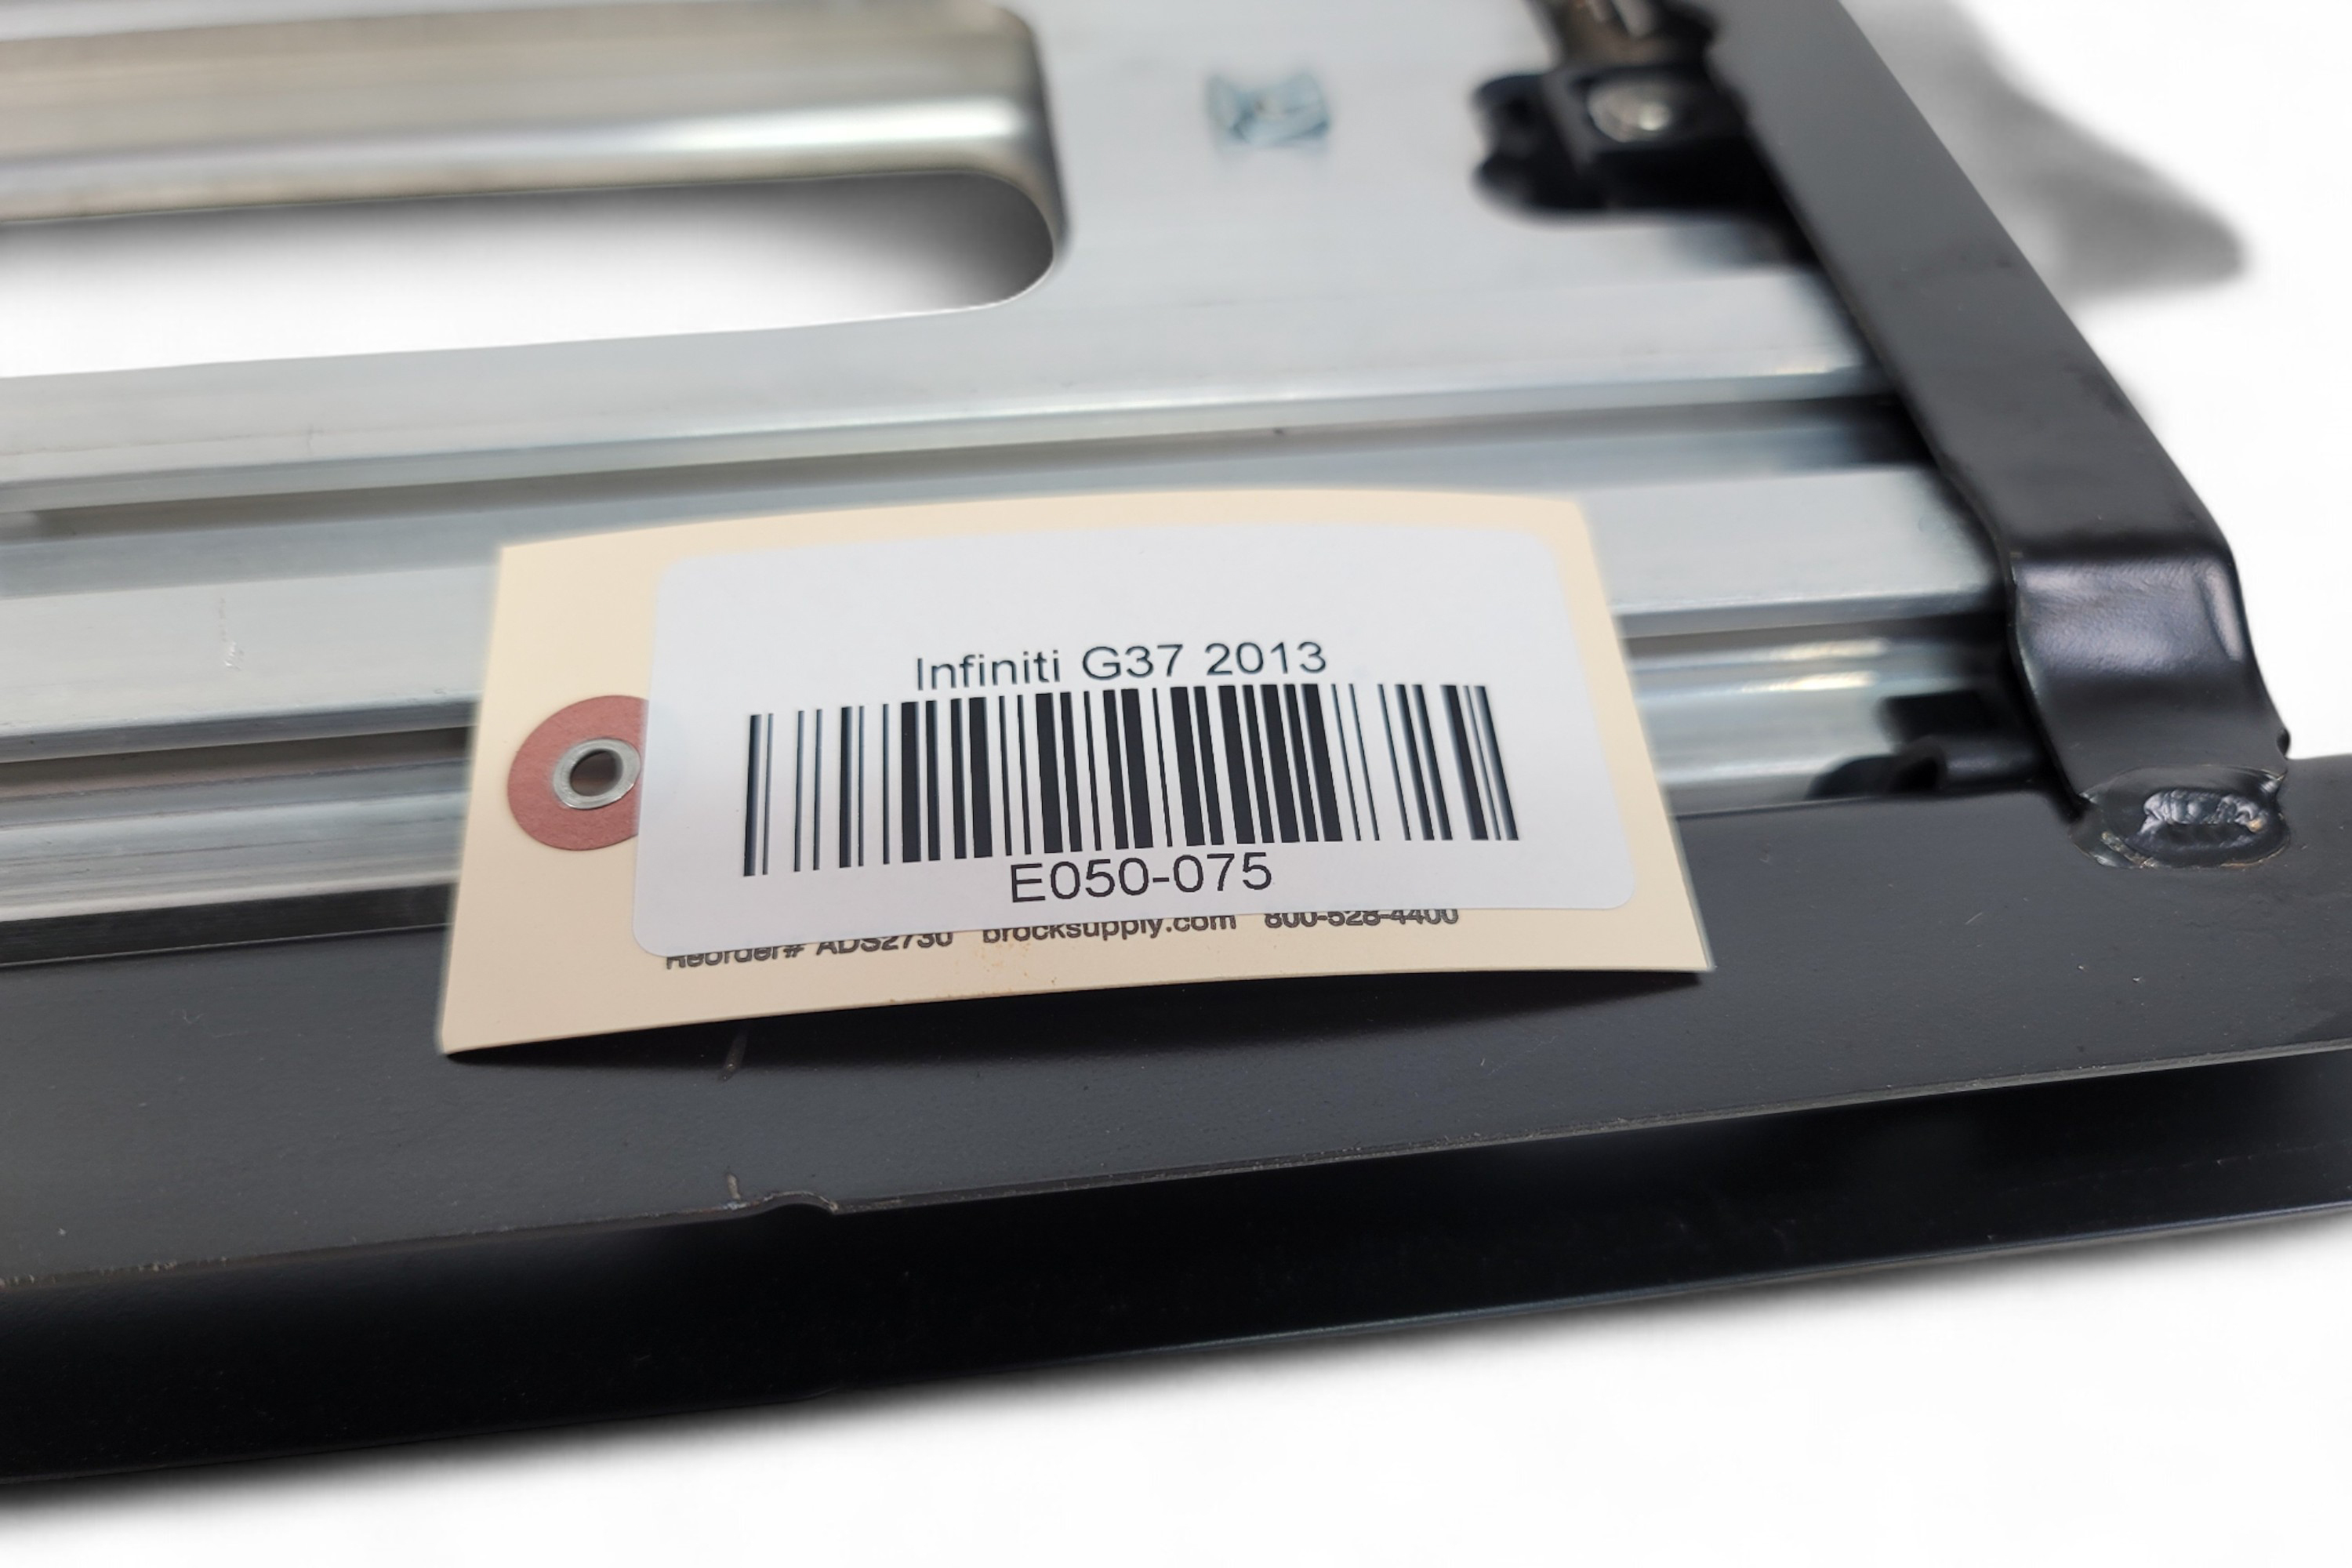 Infiniti G37 2013
E050-075
Reorder# ADS2730 brocksupply.com 800-528-4400